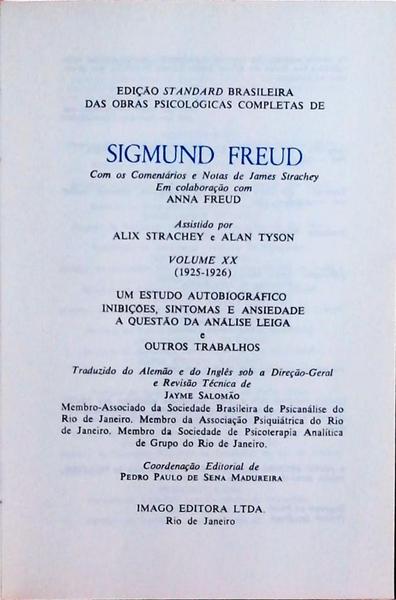 EDIÇÃO STANDARD BRASILEIRA
DAS OBRAS PSICOLÓGICAS COMPLETAS DE
SIGMUND FREUD
Com os Comentários e Notas de James Strachey
Em colaboração com
ANNA FREUD
Assistido por
ALIX STRACHEY e ALAN TYSON
VOLUME XX
(1925-1926)
UM ESTUDO AUTOBIOGRÁFICO
INIBIÇÕES, SINTOMAS E ANSIEDADE
A QUESTÃO DA ANÁLISE LEIGA
e
OUTROS TRABALHOS
Traduzido do Alemão e do Inglês sob a Direção-Geral
e Revisão Técnica de
JAYME SALOMÃO
Membro-Associado da Sociedade Brasileira de Psicanálise do
Rio de Janeiro. Membro da Associação Psiquiátrica do Rio
de Janeiro. Membro da Sociedade de Psicoterapia Analítica
de Grupo do Rio de Janeiro.
Coordenação Editorial de
PEDRO PAULO DE SENA MADUREIRA
IMAGO EDITORA LTDA.
Rio de Janeiro